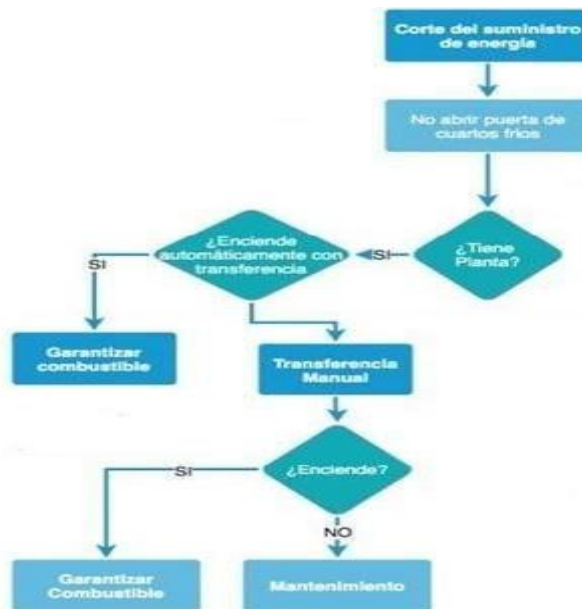 Corte del suministro
de energía
No abrir puerta de
cuartos fríos
¿Tiene
Planta?
SI
¿Enciende
automáticamente con
transferencia
SI
Garantizar
combustible
Transferencia
Manual
¿Enciende?
SI
NO
Garantizar
Combustible
Mantenimiento